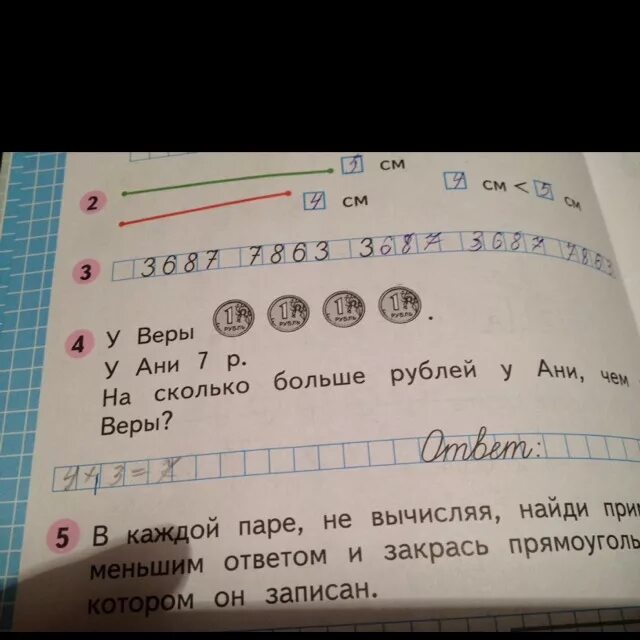 5 см
2 4 см 4 см < 5 см
3 3687 7863 3687 3687 7863
4 У Веры 1 РУБЛЬ 1 РУБЛЬ 1 РУБЛЬ 1 РУБЛЬ .
У Ани 7 р.
На сколько больше рублей у Ани, чем
Веры?
4 + 3 = 7 Ответ:
5 В каждой паре, не вычисляя, найди
меньшим ответом и закрась
котором он записан.